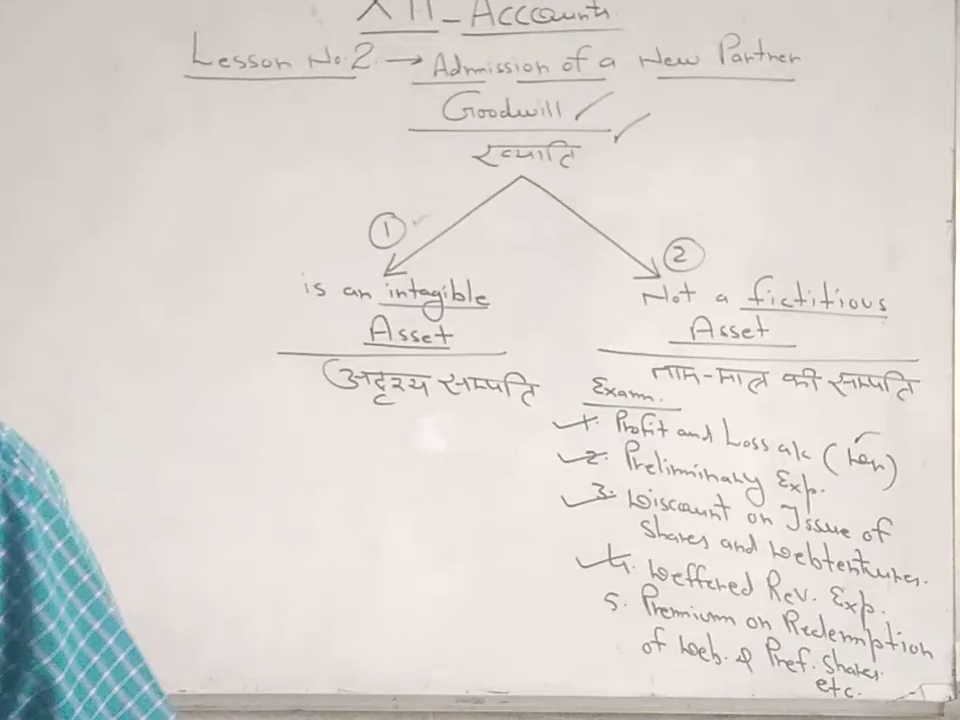 XII - Accounts
Lesson No. 2 → Admission of a New Partner
Goodwill ✓
ख्याति
① ②
is an intagible Not a fictitious
Asset Asset
अदृश्य सम्पति नाम-मात्र की सम्पति
Exam.
1. Profit and Loss a/c (Dr)
2. Preliminary Exp.
3. Discount on Issue of
Shares and Debtentures.
4. Deffered Rev. Exp.
5. Premium on Redemption
of Deb. & Pref. Shares
etc.